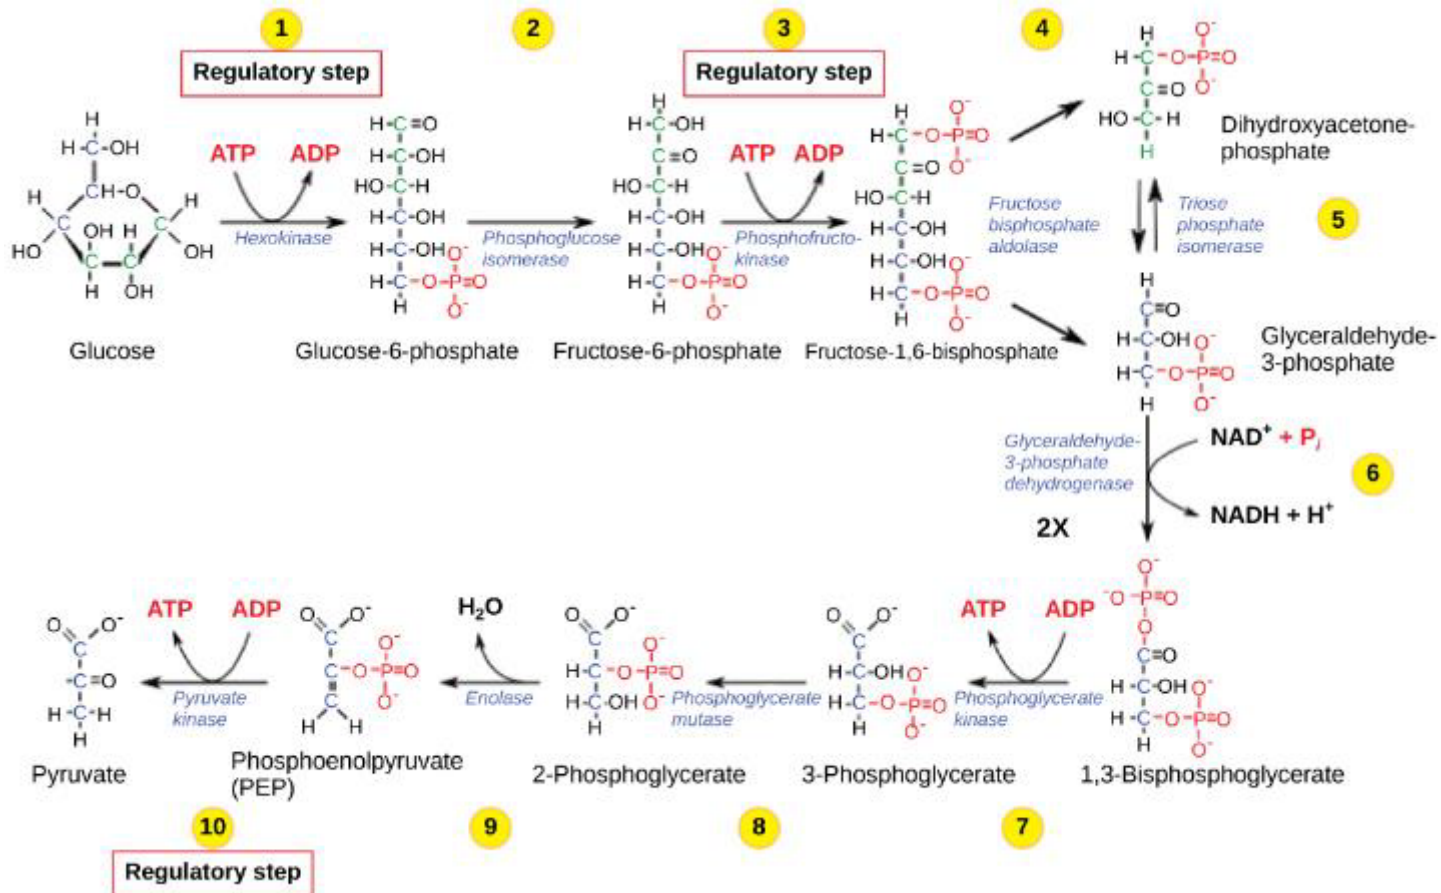 1
2
3
4
Regulatory step
Regulatory step
ATP ADP
ATP ADP
Hexokinase
Phosphoglucose
isomerase
Phosphofructo-
kinase
Fructose
bisphosphate
aldolase
Triose
phosphate
isomerase
5
Dihydroxyacetone-
phosphate
Glucose
Glucose-6-phosphate
Fructose-6-phosphate
Fructose-1,6-bisphosphate
Glyceraldehyde-
3-phosphate
Glyceraldehyde-
3-phosphate
dehydrogenase
NAD+ + Pi
6
NADH + H+
2X
ATP ADP
H2O
ATP ADP
Pyruvate
kinase
Enolase
Phosphoglycerate
mutase
Phosphoglycerate
kinase
Pyruvate
Phosphoenolpyruvate
(PEP)
2-Phosphoglycerate
3-Phosphoglycerate
1,3-Bisphosphoglycerate
10
9
8
7
Regulatory step